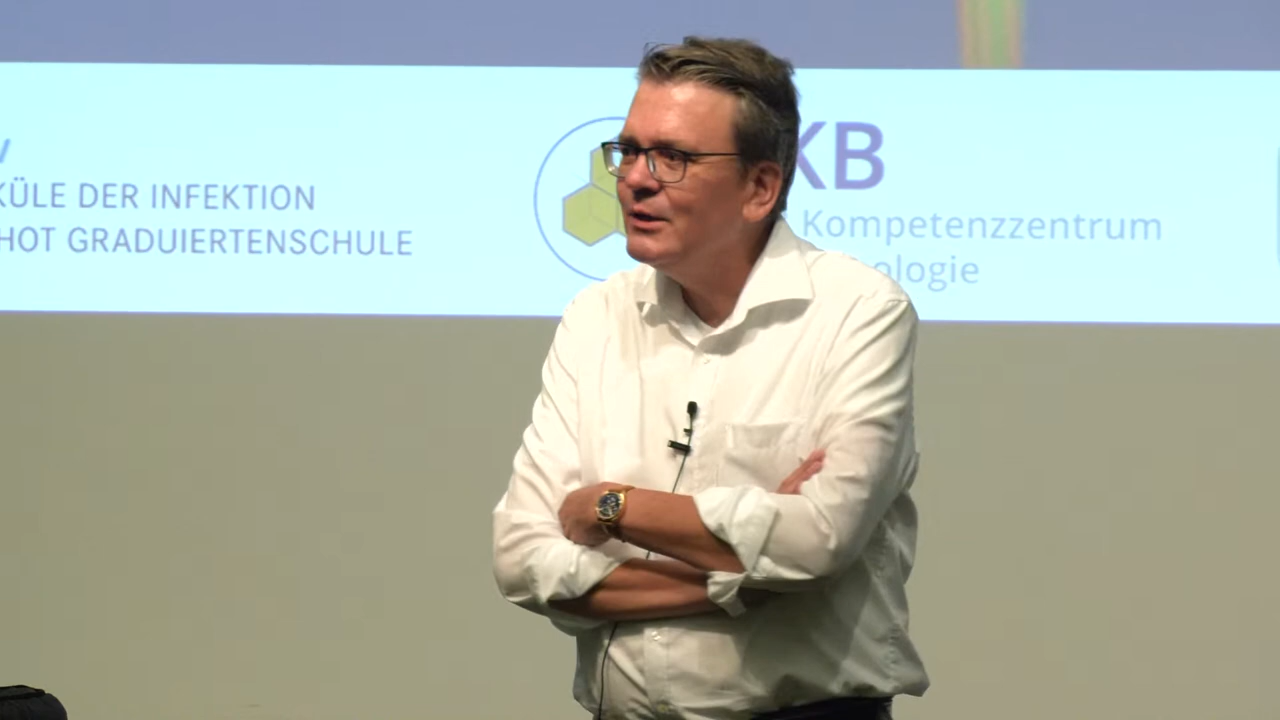 KÜLE DER INFEKTION
HOT GRADUIERTENSCHULE
KB
Kompetenzzentrum
ologie